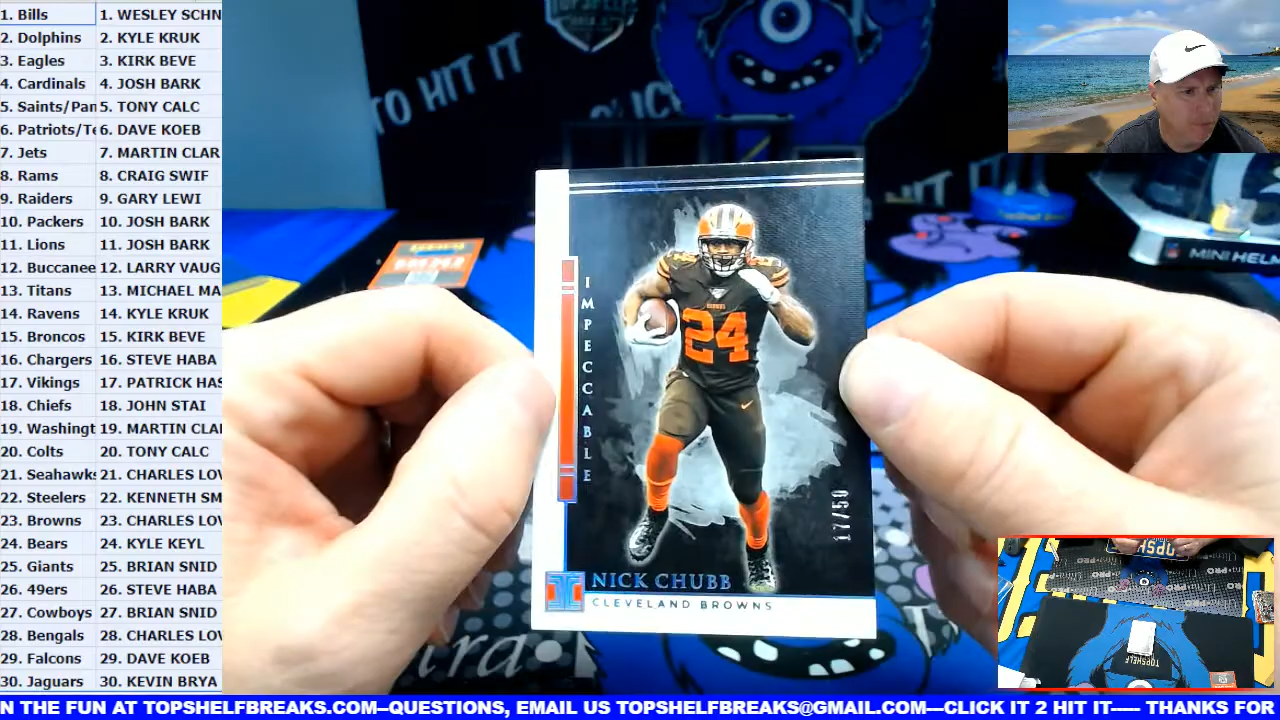 1. Bills 1. WESLEY SCHN
2. Dolphins 2. KYLE KRUK
3. Eagles 3. KIRK BEVE
4. Cardinals 4. JOSH BARK
5. Saints/Pan 5. TONY CALC
6. Patriots/Te 6. DAVE KOEB
7. Jets 7. MARTIN CLAR
8. Rams 8. CRAIG SWIF
9. Raiders 9. GARY LEWI
10. Packers 10. JOSH BARK
11. Lions 11. JOSH BARK
12. Buccanee 12. LARRY VAUG
13. Titans 13. MICHAEL MA
14. Ravens 14. KYLE KRUK
15. Broncos 15. KIRK BEVE
16. Chargers 16. STEVE HABA
17. Vikings 17. PATRICK HAS
18. Chiefs 18. JOHN STAI
19. Washingt 19. MARTIN CLAI
20. Colts 20. TONY CALC
21. Seahawks 21. CHARLES LOV
22. Steelers 22. KENNETH SM
23. Browns 23. CHARLES LOV
24. Bears 24. KYLE KEYL
25. Giants 25. BRIAN SNID
26. 49ers 26. STEVE HABA
27. Cowboys 27. BRIAN SNID
28. Bengals 28. CHARLES LOV
29. Falcons 29. DAVE KOEB
30. Jaguars 30. KEVIN BRYA
TO HIT IT
CLICK
HIT IT
MINI HELM
IMPECCABLE
24
17/50
NICK CHUBB
CLEVELAND BROWNS
TOPSHELF
N THE FUN AT TOPSHELFBREAKS.COM--QUESTIONS, EMAIL US TOPSHELFBREAKS@GMAIL.COM---CLICK IT 2 HIT IT----- THANKS FOR